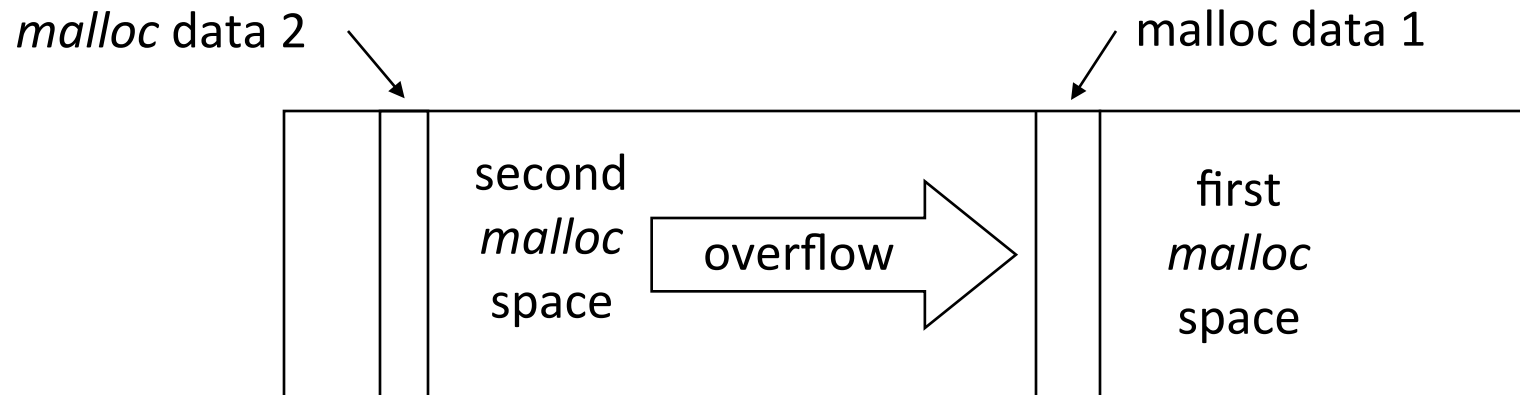 malloc data 2
malloc data 1
second
malloc
space
overflow
first
malloc
space